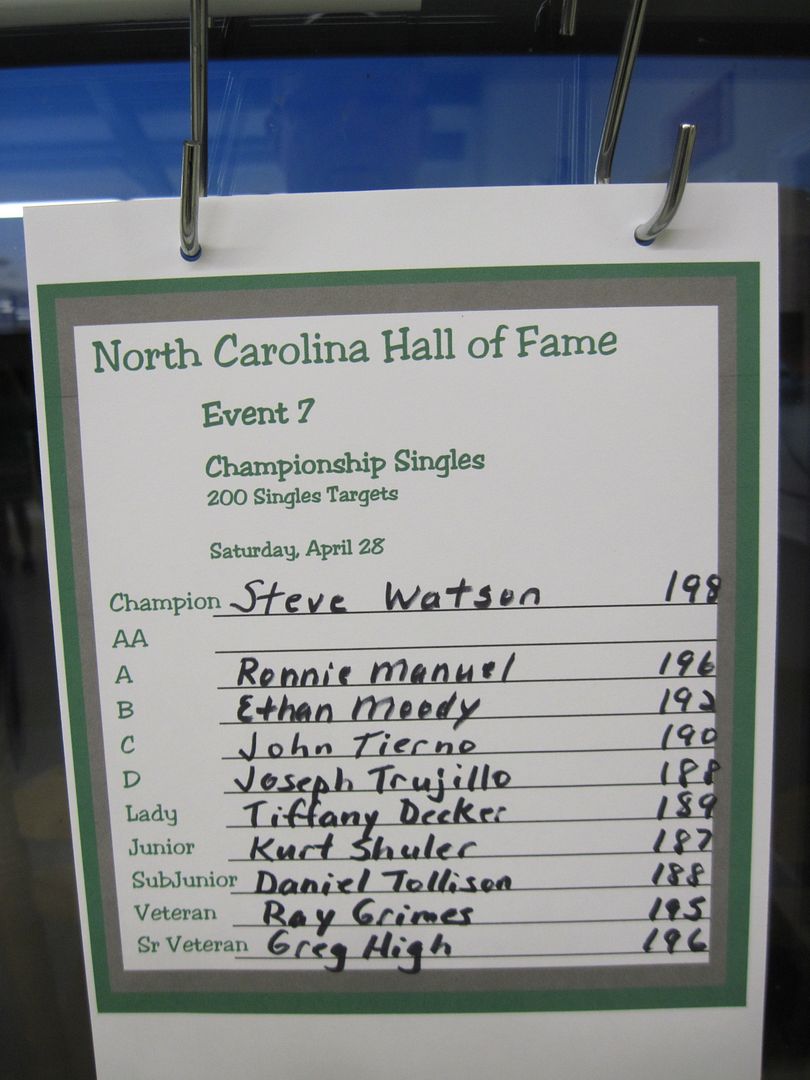 North Carolina Hall of Fame
Event 7
Championship Singles
200 Singles Targets
Saturday, April 28
Champion Steve Watson 198
AA
A Ronnie Manuel 196
B Ethan Moody 192
C John Tierno 190
D Joseph Trujillo 188
Lady Tiffany Decker 189
Junior Kurt Shuler 187
SubJunior Daniel Tollison 188
Veteran Ray Grimes 195
Sr Veteran Greg High 196